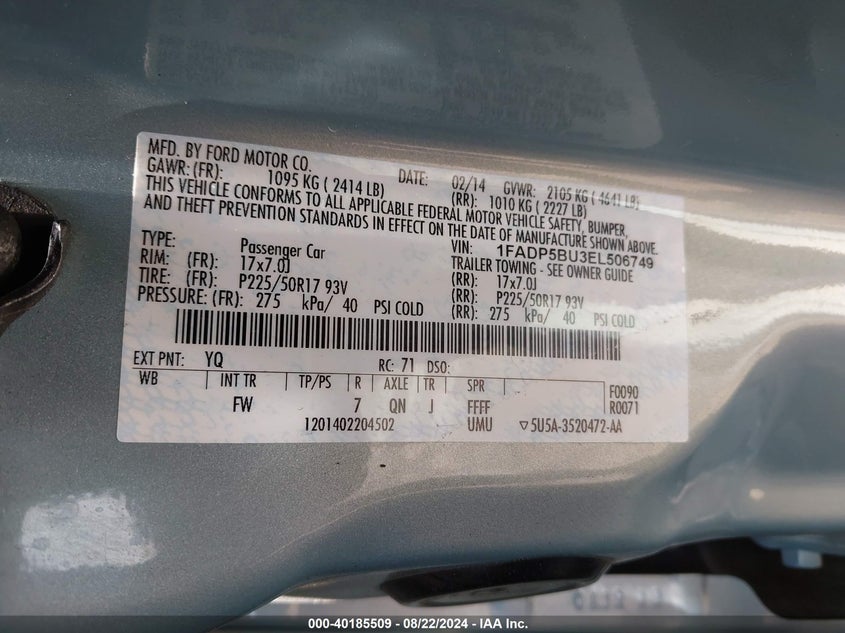 MFD. BY FORD MOTOR CO. DATE: 02/14 GVWR: 2105 KG ( 4641 LB)
GAWR: (FR): 1095 KG ( 2414 LB) (RR): 1010 KG ( 2227 LB)
THIS VEHICLE CONFORMS TO ALL APPLICABLE FEDERAL MOTOR VEHICLE SAFETY, BUMPER,
AND THEFT PREVENTION STANDARDS IN EFFECT ON THE DATE OF MANUFACTURE SHOWN ABOVE.
VIN: 1FADP5BU3EL506749
TYPE: Passenger Car TRAILER TOWING - SEE OWNER GUIDE
RIM: (FR): 17x7.0J (RR): 17x7.0J
TIRE: (FR): P225/50R17 93V (RR): P225/50R17 93V
PRESSURE: (FR): 275 kPa/ 40 PSI COLD (RR): 275 kPa/ 40 PSI COLD
EXT PNT: YQ RC: 71 DSO:
WB INT TR TP/PS R AXLE TR SPR F0090
FW 7 QN J FFFF R0071
1201402204502 UMU ▽5U5A-3520472-AA
000-40185509 - 08/22/2024 - IAA Inc.